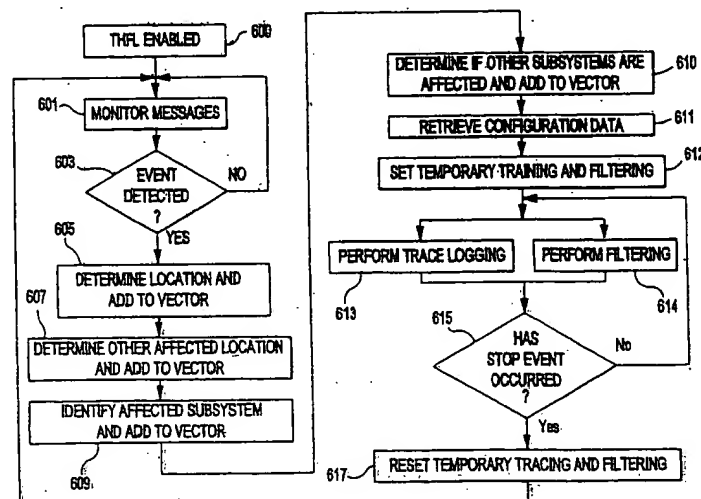 THFL ENABLED
600
601
MONITOR MESSAGES
603
EVENT
DETECTED
?
NO
YES
605
DETERMINE LOCATION AND
ADD TO VECTOR
607
DETERMINE OTHER AFFECTED LOCATION
AND ADD TO VECTOR
IDENTIFY AFFECTED SUBSYSTEM
AND ADD TO VECTOR
609
DETERMINE IF OTHER SUBSYSTEMS ARE
AFFECTED AND ADD TO VECTOR
610
RETRIEVE CONFIGURATION DATA
611
612
SET TEMPORARY TRAINING AND FILTERING
PERFORM TRACE LOGGING
613
PERFORM FILTERING
614
615
HAS
STOP EVENT
OCCURRED
?
No
Yes
617
RESET TEMPORARY TRACING AND FILTERING